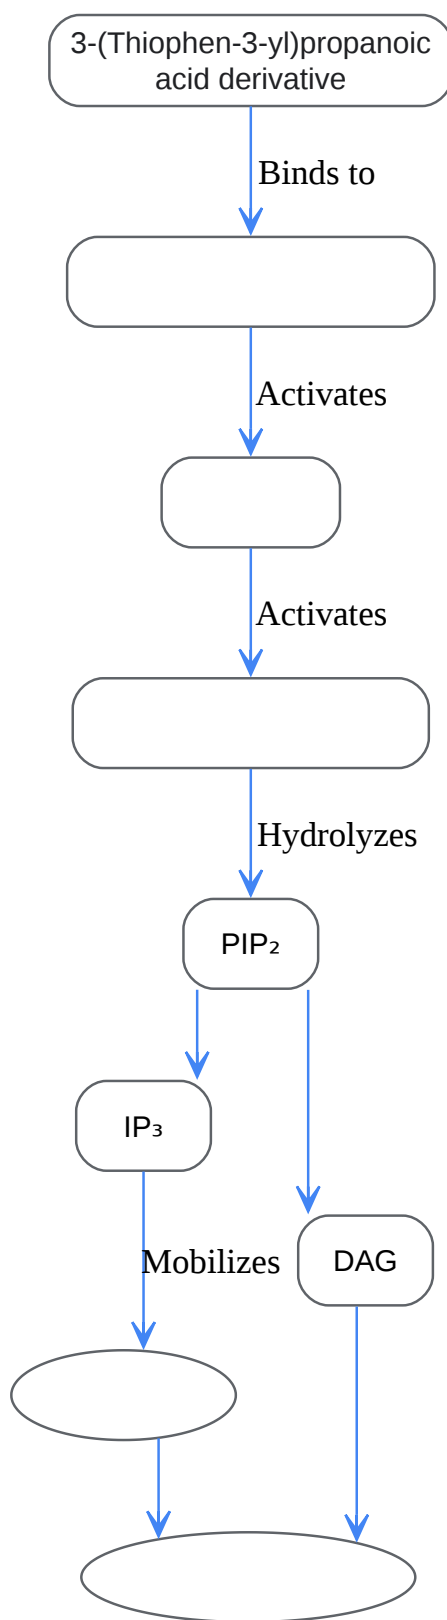 3-(Thiophen-3-yl)propanoic
acid derivative
Binds to
Activates
Activates
Hydrolyzes
PIP₂
IP₃
Mobilizes
DAG